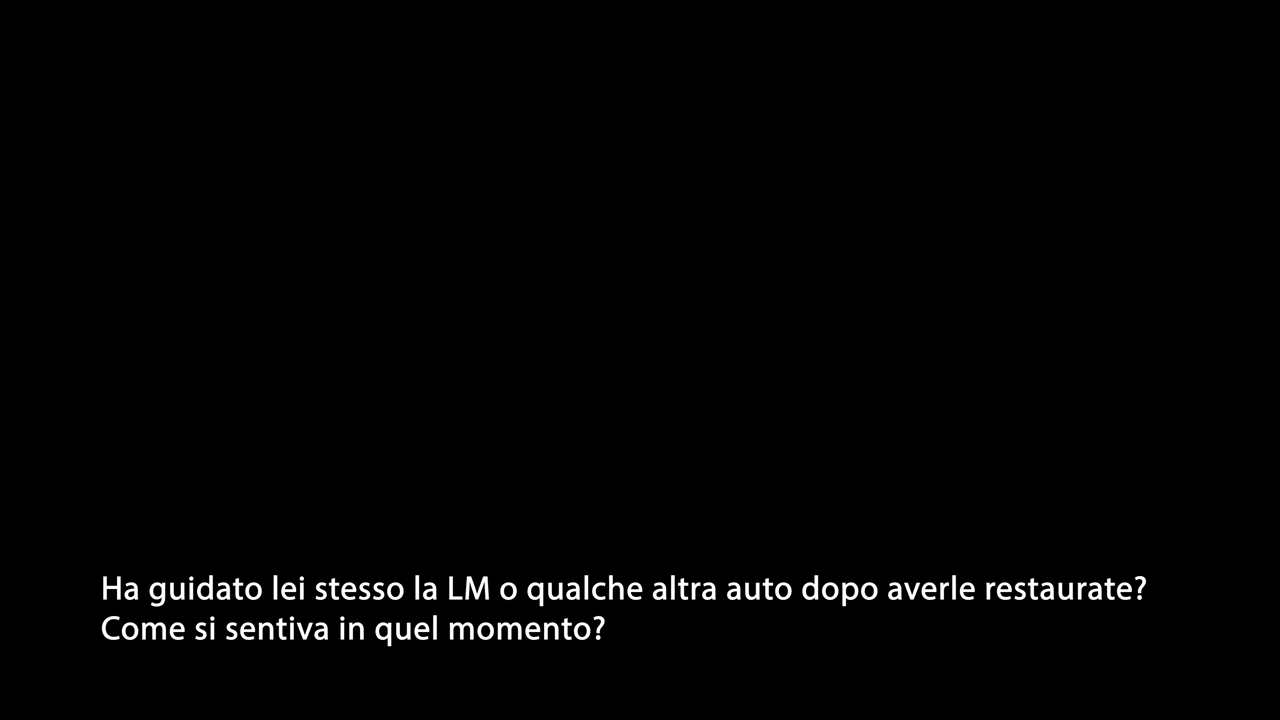 Ha guidato lei stesso la LM o qualche altra auto dopo averle restaurate?
Come si sentiva in quel momento?